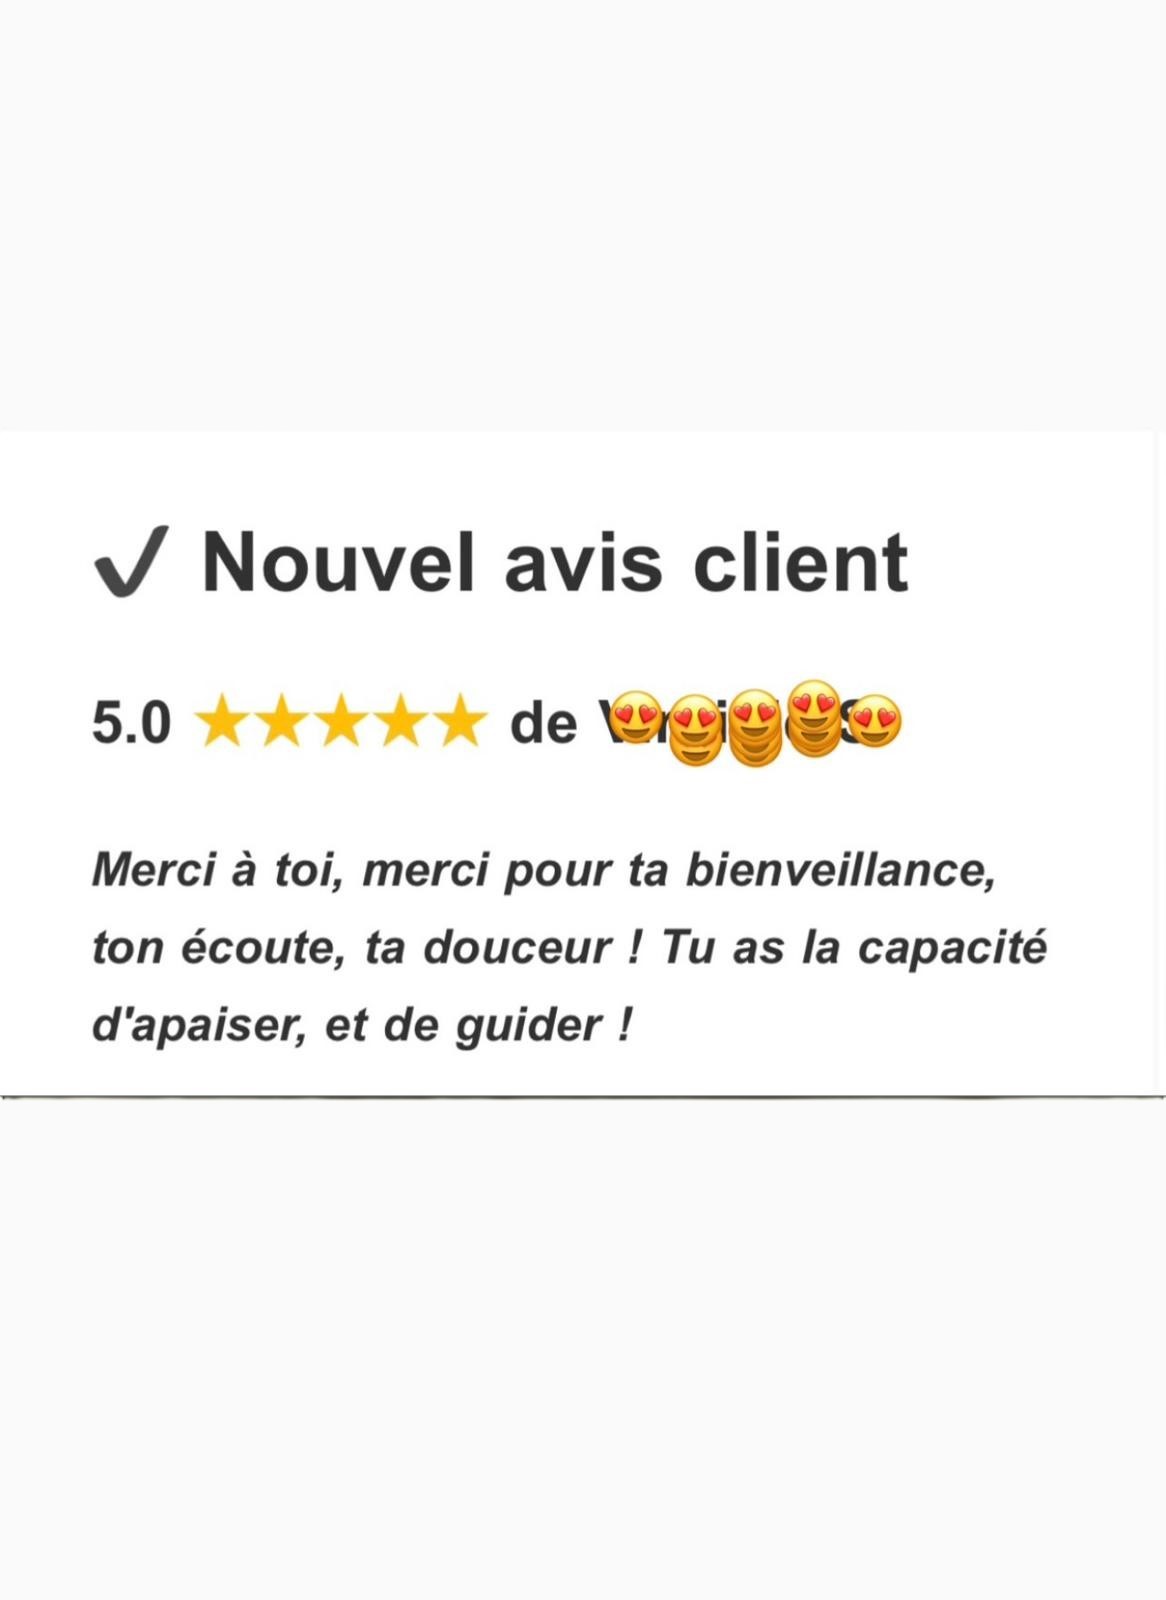 ✓ Nouvel avis client
5.0 ★★★★★ de
Merci à toi, merci pour ta bienveillance,
ton écoute, ta douceur ! Tu as la capacité
d'apaiser, et de guider !